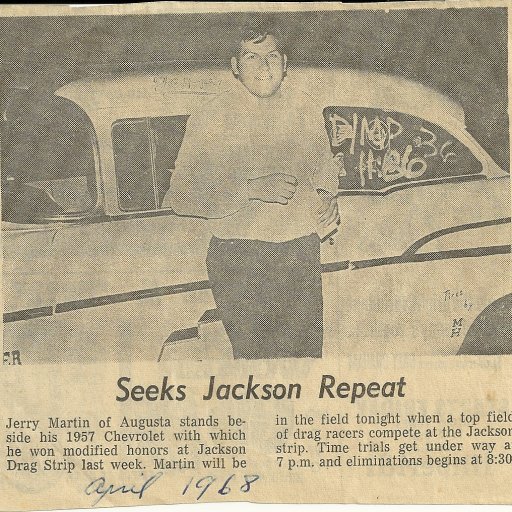 36
ER
MH
Seeks Jackson Repeat
Jerry Martin of Augusta stands be-
side his 1957 Chevrolet with which
he won modified honors at Jackson
Drag Strip last week. Martin will be
in the field tonight when a top field
of drag racers compete at the Jackson
strip. Time trials get under way a
7 p.m. and eliminations begins at 8:30
april 1968